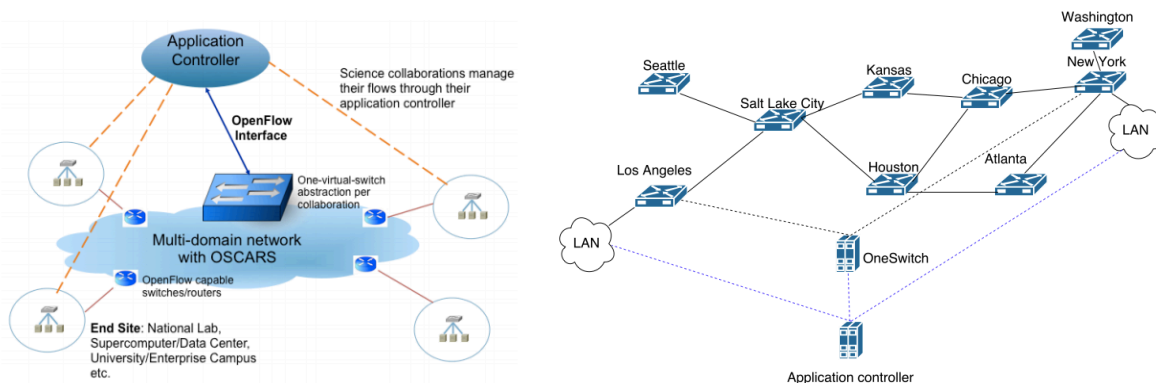 Application
Controller
Science collaborations manage
their flows through their
application controller
OpenFlow
Interface
One-virtual-switch
abstraction per
collaboration
Multi-domain network
with OSCARS
OpenFlow capable
switches/routers
End Site: National Lab,
Supercomputer/Data Center,
University/Enterprise Campus
etc.
Washington
Seattle
Kansas
Chicago
New York
Salt Lake City
LAN
Los Angeles
Houston
Atlanta
LAN
OneSwitch
Application controller